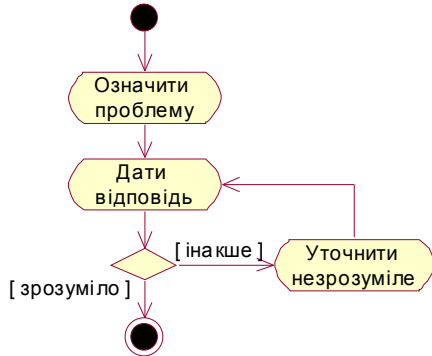 Означити
проблему
Дати
відповідь
[ інакше ]
Уточнити
незрозуміле
[ зрозуміло ]